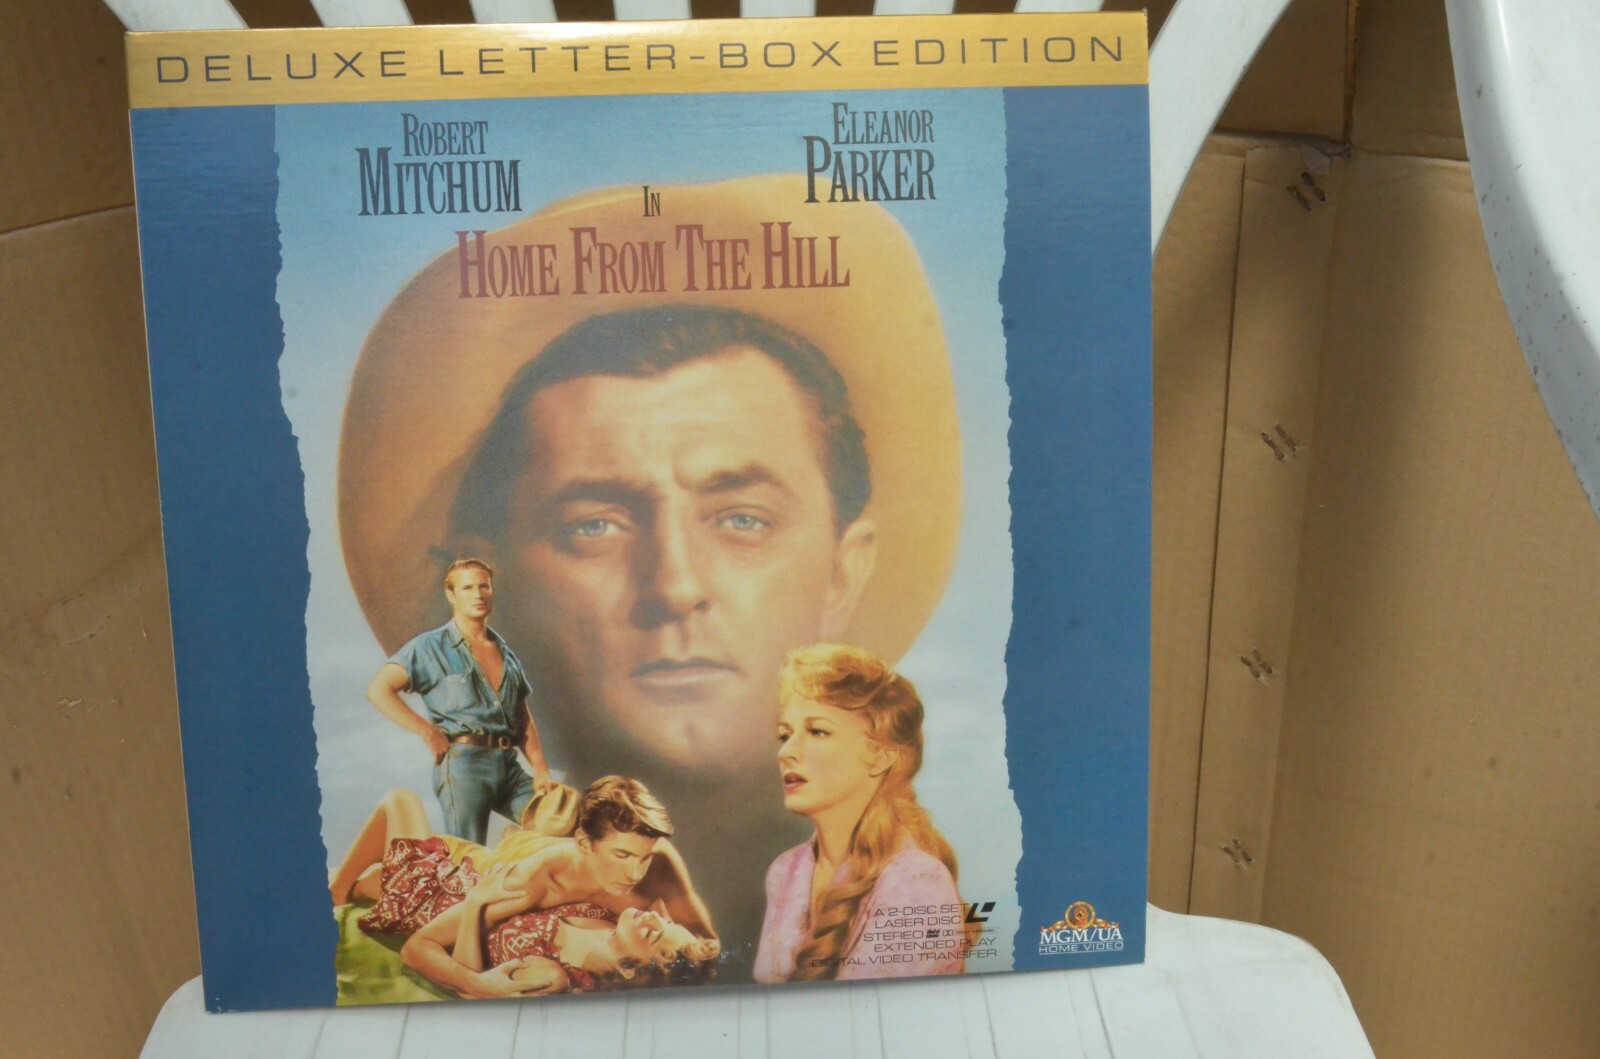 DELUXE LETTER-BOX EDITION
ROBERT
MITCHUM
ELEANOR
PARKER
IN
HOME FROM THE HILL
A 2-DISC SET
LASER DISC
STEREO
EXTENDED PLAY
DIGITAL VIDEO TRANSFER
MGM/UA
HOME VIDEO